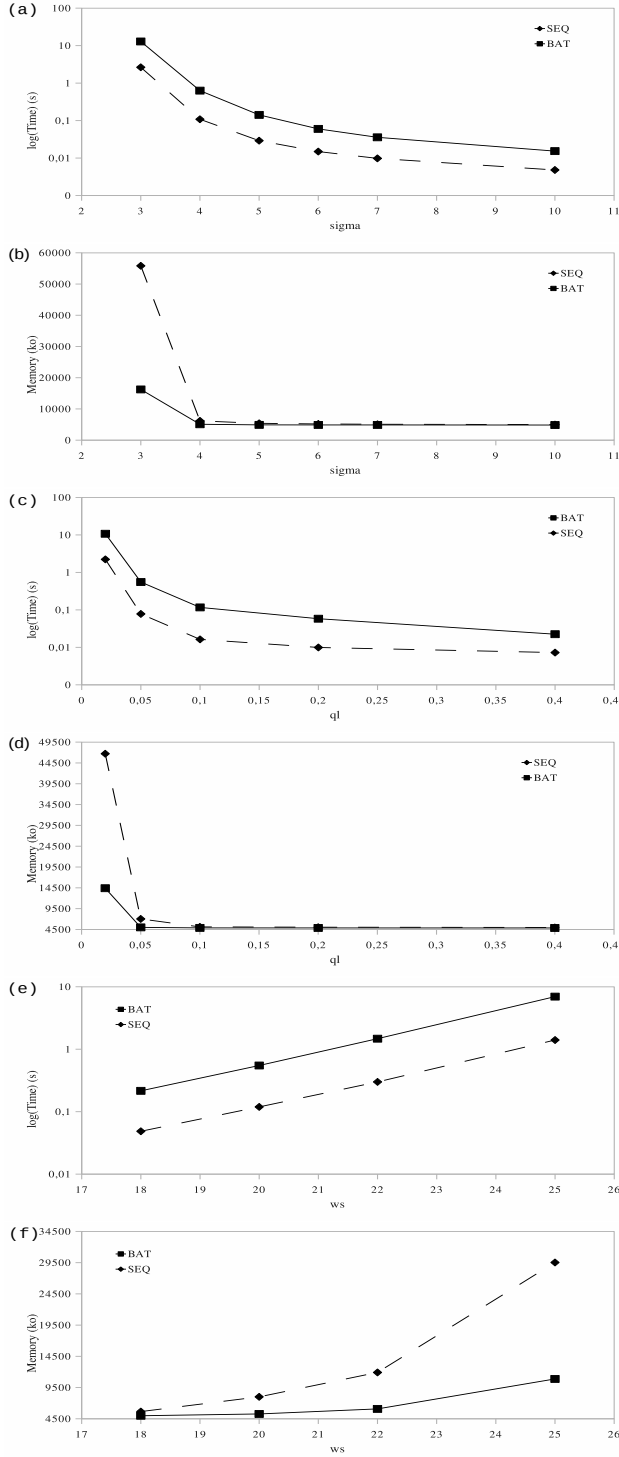 (a)
100
10
1
0,1
0,01
0
log(Time) (s)
SEQ
BAT
2 3 4 5 6 7 8 9 10 11
sigma
(b)
60000
50000
40000
30000
20000
10000
0
Memory (ko)
SEQ
BAT
2 3 4 5 6 7 8 9 10 11
sigma
(c)
100
10
1
0,1
0,01
0
log(Time) (s)
BAT
SEQ
0 0,05 0,1 0,15 0,2 0,25 0,3 0,35 0,4 0,4
ql
(d)
49500
44500
39500
34500
29500
24500
19500
14500
9500
4500
Memory (ko)
SEQ
BAT
0 0,05 0,1 0,15 0,2 0,25 0,3 0,35 0,4 0,4
ql
(e)
10
1
0,1
0,01
log(Time) (s)
BAT
SEQ
17 18 19 20 21 22 23 24 25 26
ws
(f)
34500
29500
24500
19500
14500
9500
4500
Memory (ko)
BAT
SEQ
17 18 19 20 21 22 23 24 25 26
ws